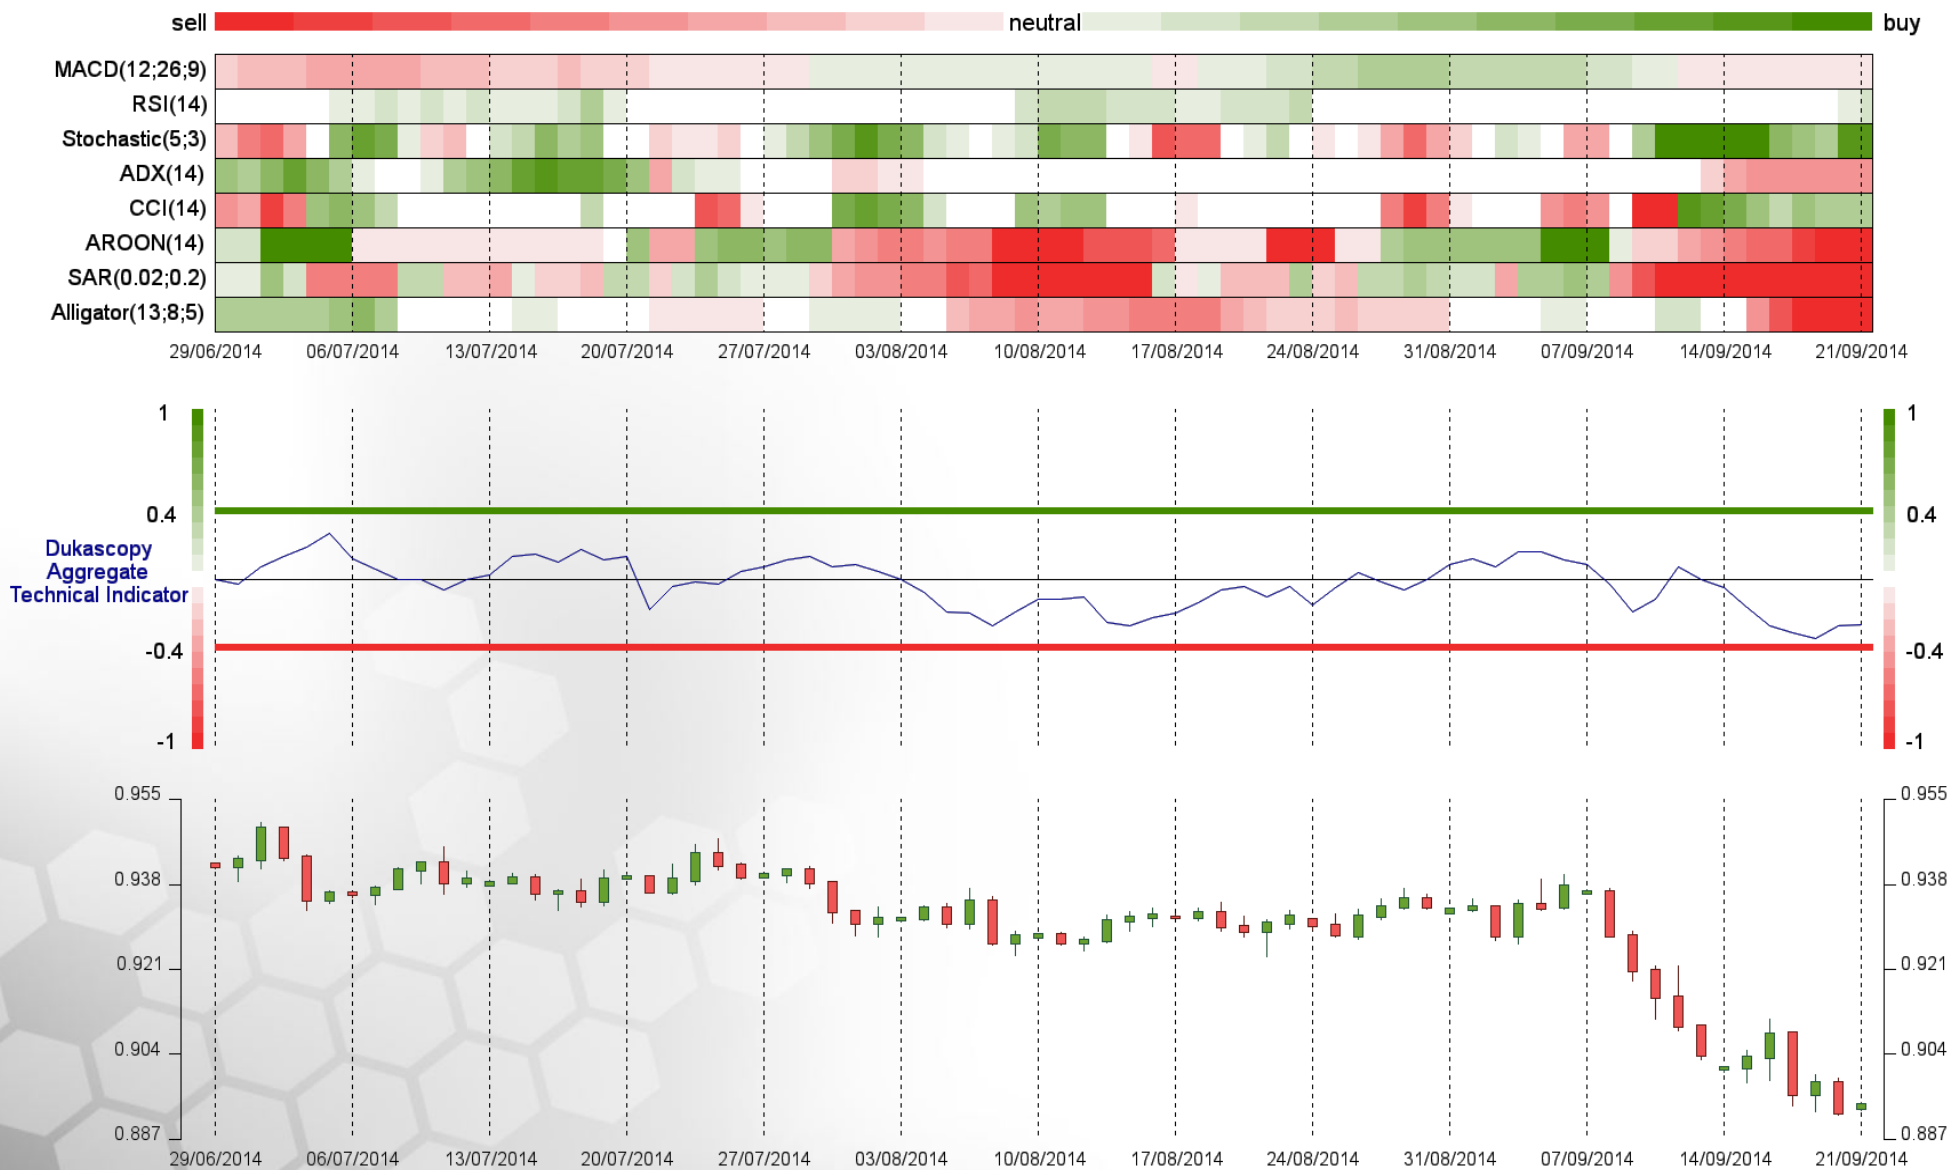 sell neutral buy
MACD(12;26;9)
RSI(14)
Stochastic(5;3)
ADX(14)
CCI(14)
AROON(14)
SAR(0.02;0.2)
Alligator(13;8;5)
29/06/2014 06/07/2014 13/07/2014 20/07/2014 27/07/2014 03/08/2014 10/08/2014 17/08/2014 24/08/2014 31/08/2014 07/09/2014 14/09/2014 21/09/2014
1 1
0.4 0.4
Dukascopy
Aggregate
Technical Indicator
-0.4 -0.4
-1 -1
0.955 0.955
0.938 0.938
0.921 0.921
0.904 0.904
0.887 0.887
29/06/2014 06/07/2014 13/07/2014 20/07/2014 27/07/2014 03/08/2014 10/08/2014 17/08/2014 24/08/2014 31/08/2014 07/09/2014 14/09/2014 21/09/2014